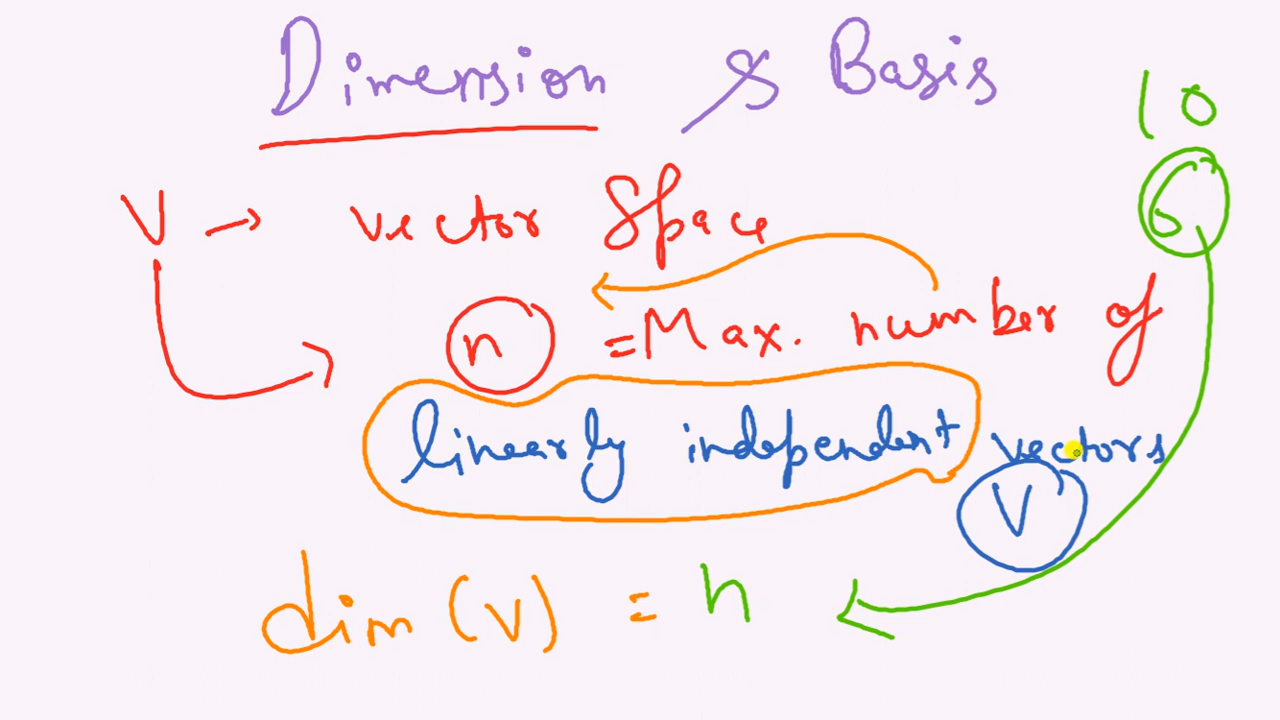 Dimension & Basis
10
V → vector Space
6
n = Max. number of
linearly independent vectors
V
dim (V) = n